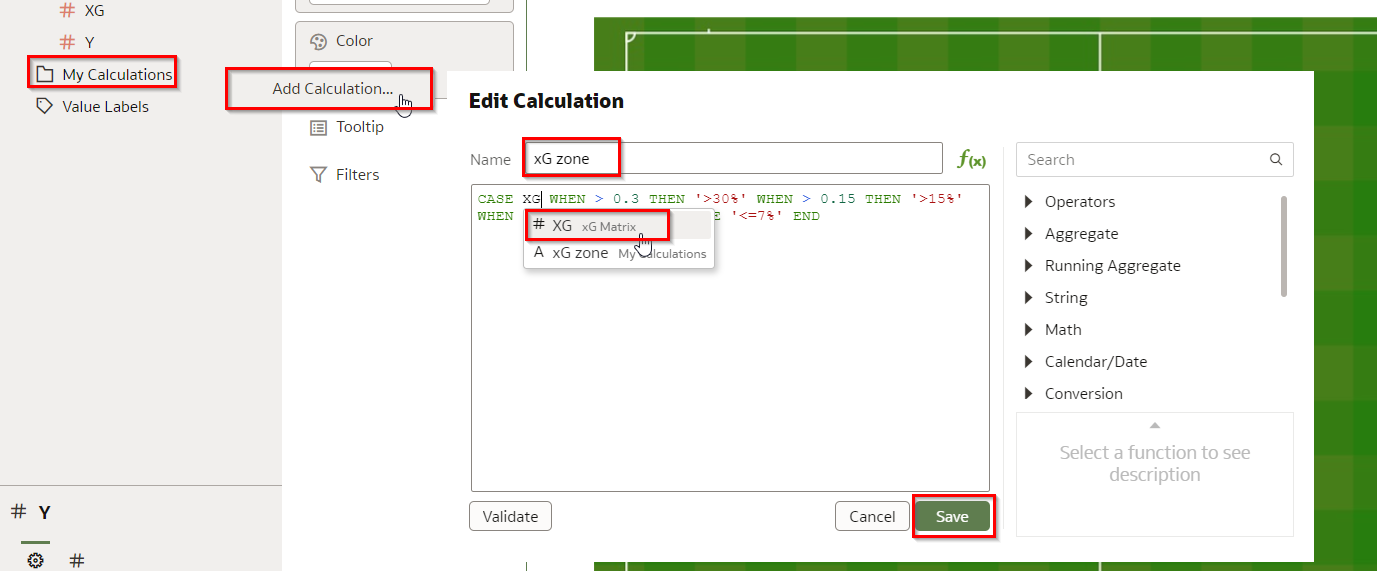 # XG
# Y
My Calculations
Value Labels
# Y
#
Color
Add Calculation...
Tooltip
Filters
Edit Calculation
Name xG zone f(x)
CASE XG WHEN > 0.3 THEN '>30%' WHEN > 0.15 THEN '>15%'
WHEN E '<=7%' END
# XG xG Matrix
A xG zone My Calculations
Validate
Cancel
Save
Search
Operators
Aggregate
Running Aggregate
String
Math
Calendar/Date
Conversion
Select a function to see
description